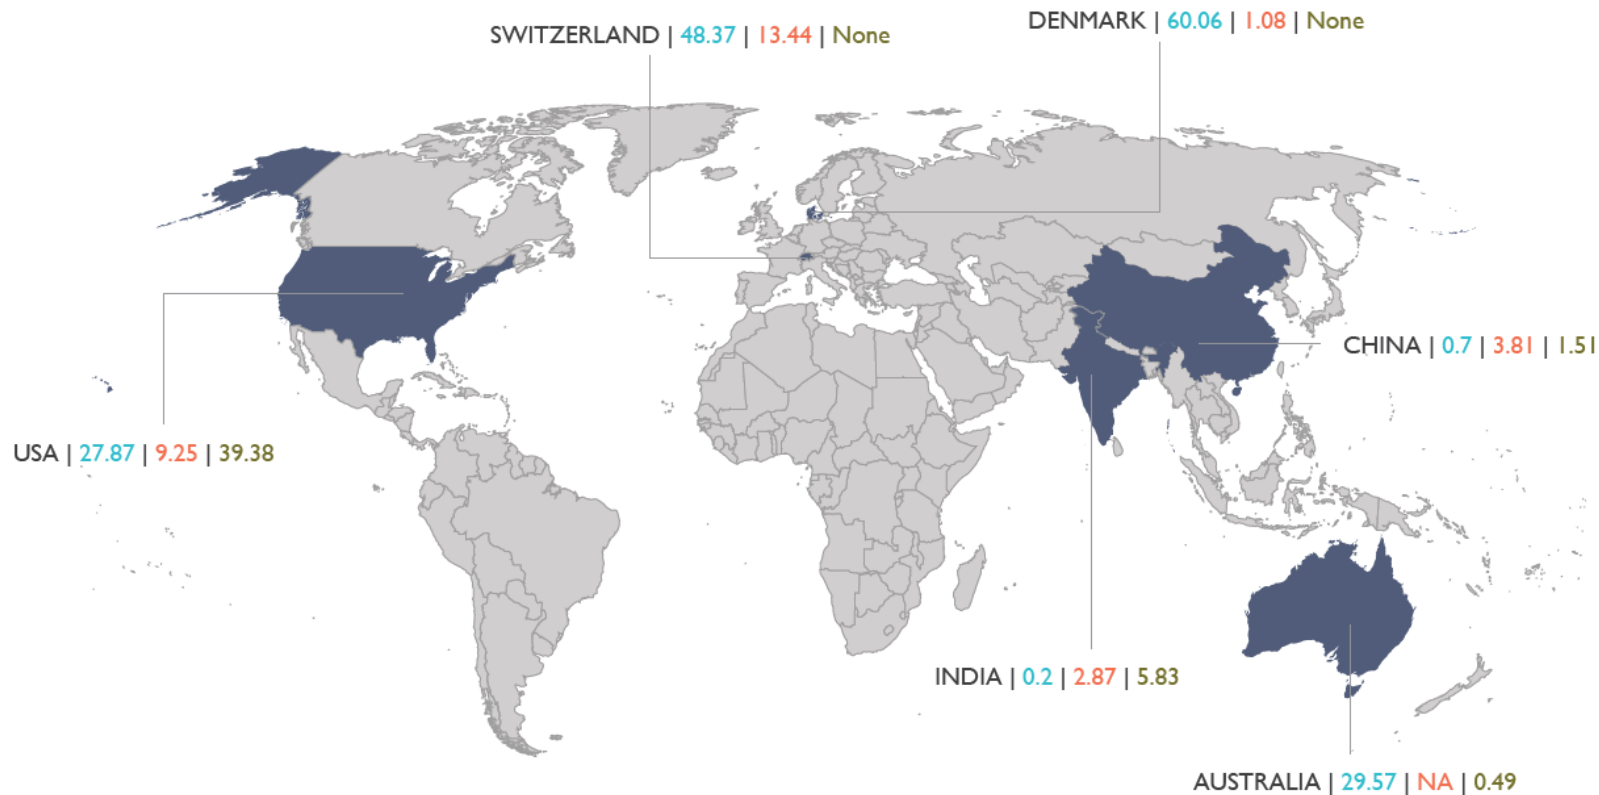 DENMARK | 60.06 | 1.08 | None
SWITZERLAND | 48.37 | 13.44 | None
CHINA | 0.7 | 3.81 | 1.51
USA | 27.87 | 9.25 | 39.38
INDIA | 0.2 | 2.87 | 5.83
AUSTRALIA | 29.57 | NA | 0.49